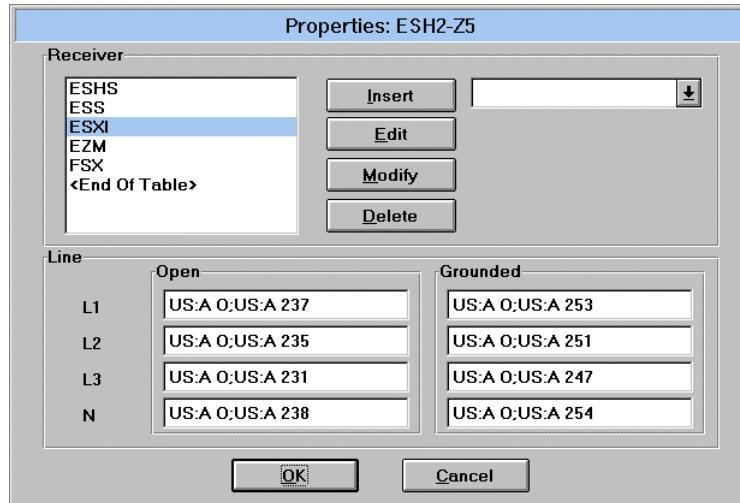 Properties: ESH2-Z5
Receiver
ESHS
ESS
ESXI
EZM
FSX
<End Of Table>
Insert
Edit
Modify
Delete
Line
Open
Grounded
L1
US:A 0;US:A 237
US:A 0;US:A 253
L2
US:A 0;US:A 235
US:A 0;US:A 251
L3
US:A 0;US:A 231
US:A 0;US:A 247
N
US:A 0;US:A 238
US:A 0;US:A 254
OK
Cancel